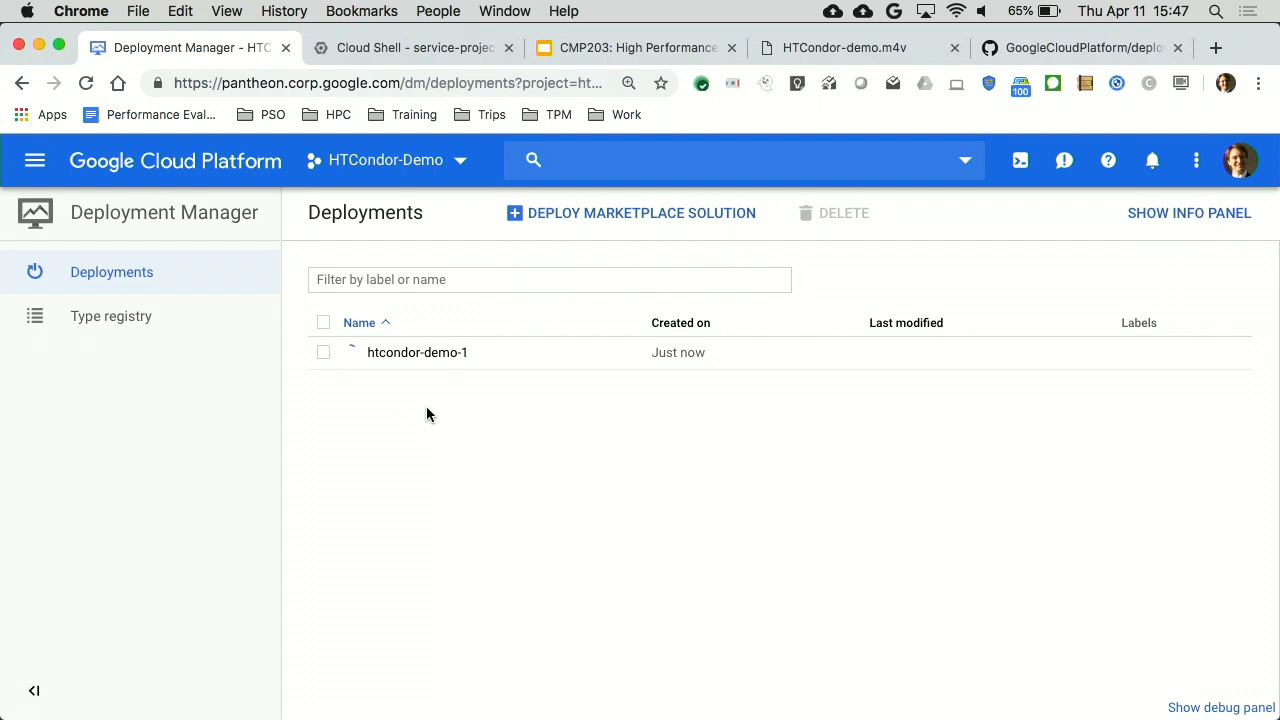 Chrome File Edit View History Bookmarks People Window Help 65% Thu Apr 11 15:47
Deployment Manager - HTC Cloud Shell - service-projec CMP203: High Performance HTCondor-demo.m4v GoogleCloudPlatform/deplo
https://pantheon.corp.google.com/dm/deployments?project=ht... 100
Apps Performance Eval... PSO HPC Training Trips TPM Work
Google Cloud Platform HTCondor-Demo
Deployment Manager Deployments DEPLOY MARKETPLACE SOLUTION DELETE SHOW INFO PANEL
Deployments
Type registry
Filter by label or name
Name Created on Last modified Labels
htcondor-demo-1 Just now
Show debug panel